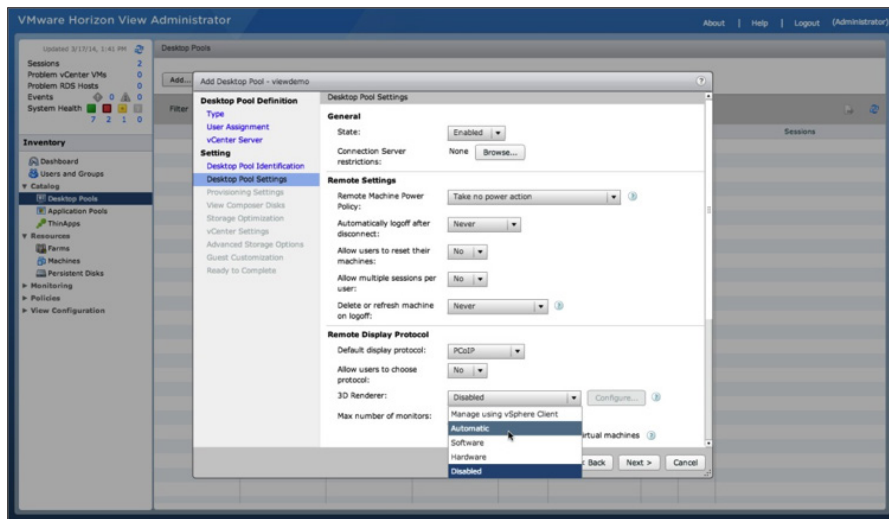 VMware Horizon View Administrator
About | Help | Logout (Administrator)
Updated 3/17/14, 1:41 PM
Sessions 2
Problem vCenter VMs 0
Problem RDS Hosts 0
Events 0 0
System Health
7 2 1 0
Inventory
Dashboard
Users and Groups
Catalog
Desktop Pools
Application Pools
ThinApps
Resources
Farms
Machines
Persistent Disks
Monitoring
Policies
View Configuration
Desktop Pools
Add...
Filter
Sessions
Add Desktop Pool - viewdemo
?
Desktop Pool Definition
Type
User Assignment
vCenter Server
Setting
Desktop Pool Identification
Desktop Pool Settings
Provisioning Settings
View Composer Disks
Storage Optimization
vCenter Settings
Advanced Storage Options
Guest Customization
Ready to Complete
Desktop Pool Settings
General
State: Enabled
Connection Server restrictions: None Browse...
Remote Settings
Remote Machine Power Policy: Take no power action
Automatically logoff after disconnect: Never
Allow users to reset their machines: No
Allow multiple sessions per user: No
Delete or refresh machine on logoff: Never
Remote Display Protocol
Default display protocol: PCoIP
Allow users to choose protocol: No
3D Renderer: Disabled Configure...
Max number of monitors:
Manage using vSphere Client
Automatic
Software
Hardware
Disabled
irtual machines
Back Next > Cancel